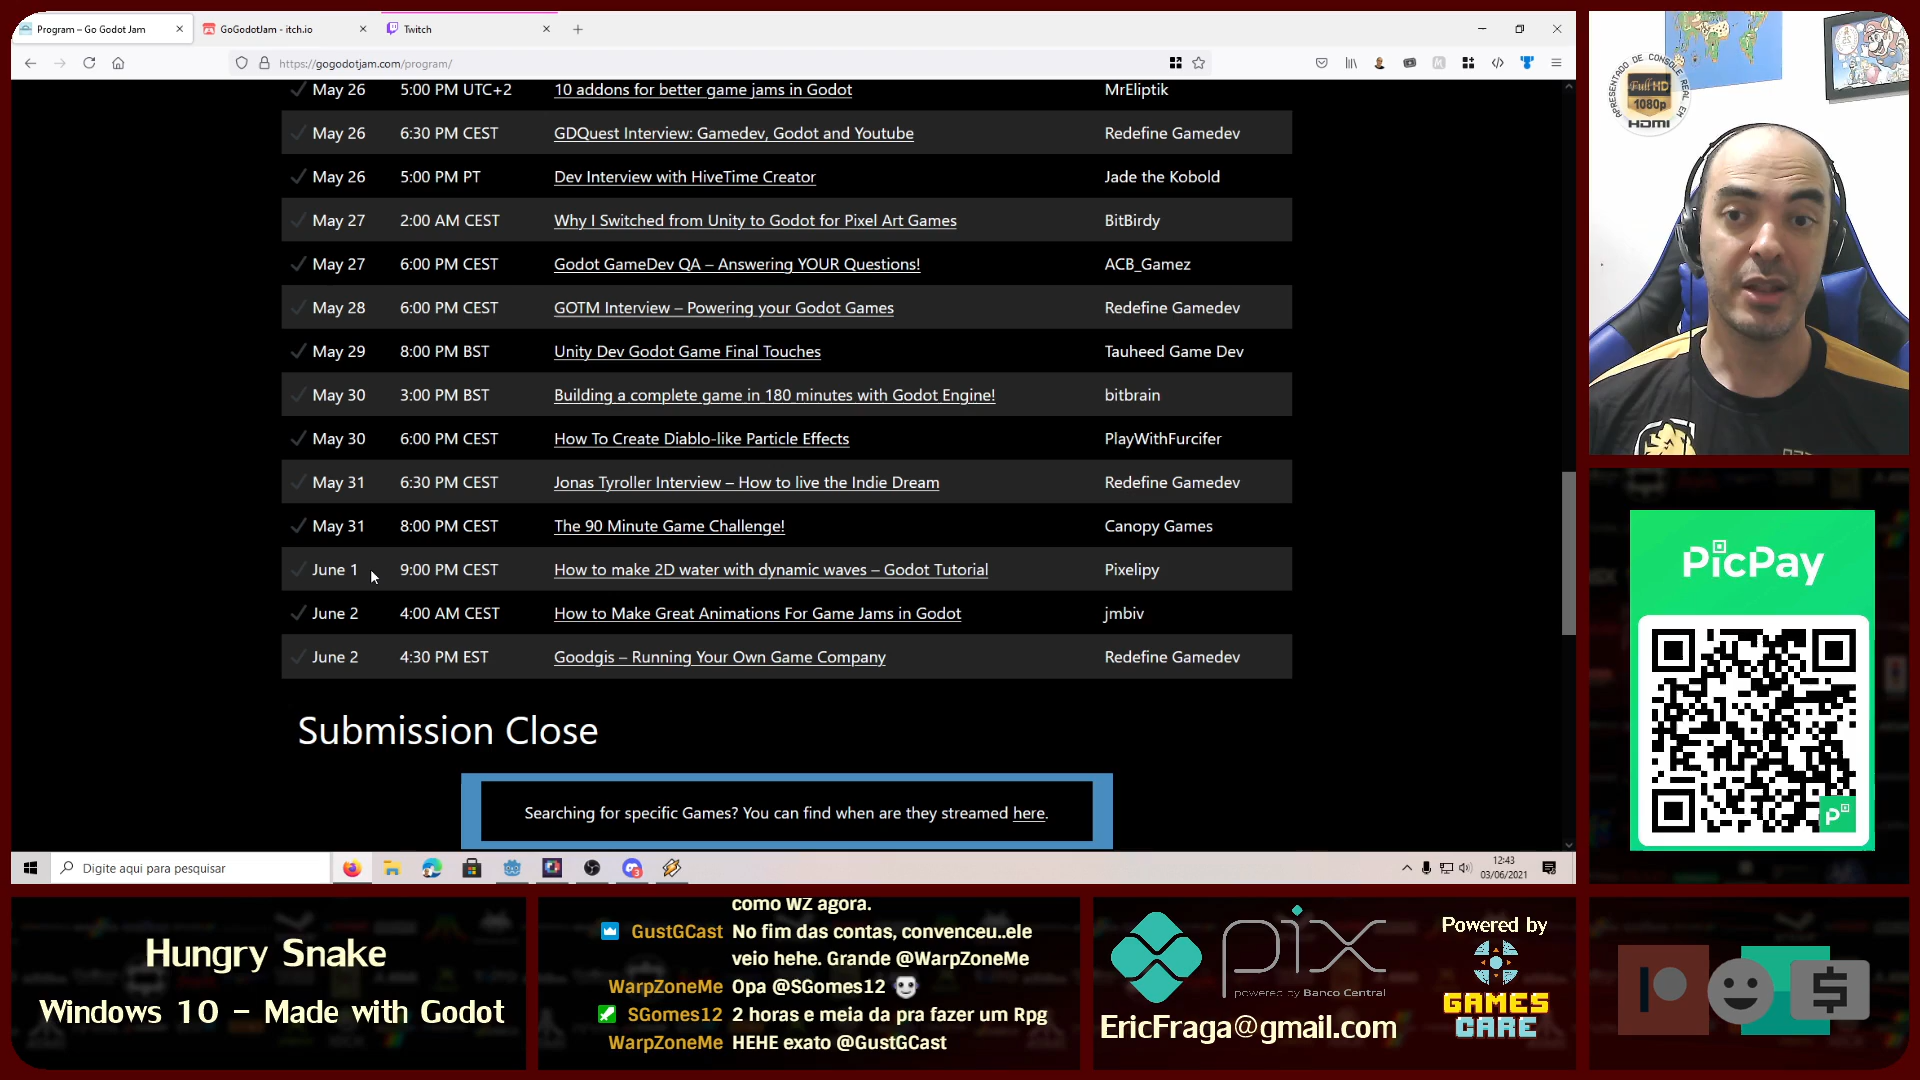 Program – Go Godot Jam
GoGodotJam - itch.io
Twitch
https://gogodotjam.com/program/
May 26 5:00 PM UTC+2 10 addons for better game jams in Godot MrEliptik
May 26 6:30 PM CEST GDQuest Interview: Gamedev, Godot and Youtube Redefine Gamedev
May 26 5:00 PM PT Dev Interview with HiveTime Creator Jade the Kobold
May 27 2:00 AM CEST Why I Switched from Unity to Godot for Pixel Art Games BitBirdy
May 27 6:00 PM CEST Godot GameDev QA – Answering YOUR Questions! ACB_Gamez
May 28 6:00 PM CEST GOTM Interview – Powering your Godot Games Redefine Gamedev
May 29 8:00 PM BST Unity Dev Godot Game Final Touches Tauheed Game Dev
May 30 3:00 PM BST Building a complete game in 180 minutes with Godot Engine! bitbrain
May 30 6:00 PM CEST How To Create Diablo-like Particle Effects PlayWithFurcifer
May 31 6:30 PM CEST Jonas Tyroller Interview – How to live the Indie Dream Redefine Gamedev
May 31 8:00 PM CEST The 90 Minute Game Challenge! Canopy Games
June 1 9:00 PM CEST How to make 2D water with dynamic waves – Godot Tutorial Pixelipy
June 2 4:00 AM CEST How to Make Great Animations For Game Jams in Godot jmbiv
June 2 4:30 PM EST Goodgis – Running Your Own Game Company Redefine Gamedev
Submission Close
Searching for specific Games? You can find when are they streamed here.
Digite aqui para pesquisar
12:43
03/06/2021
APRESENTADO DE CONSOLE REAL EM
Full HD
1080p
HDMI
PicPay
Hungry Snake
Windows 10 - Made with Godot
como WZ agora.
GustGCast No fim das contas, convenceu..ele
veio hehe. Grande @WarpZoneMe
WarpZoneMe Opa @SGomes12
SGomes12 2 horas e meia da pra fazer um Rpg
WarpZoneMe HEHE exato @GustGCast
pix
powered by Banco Central
EricFraga@gmail.com
Powered by
GAMES
CARE